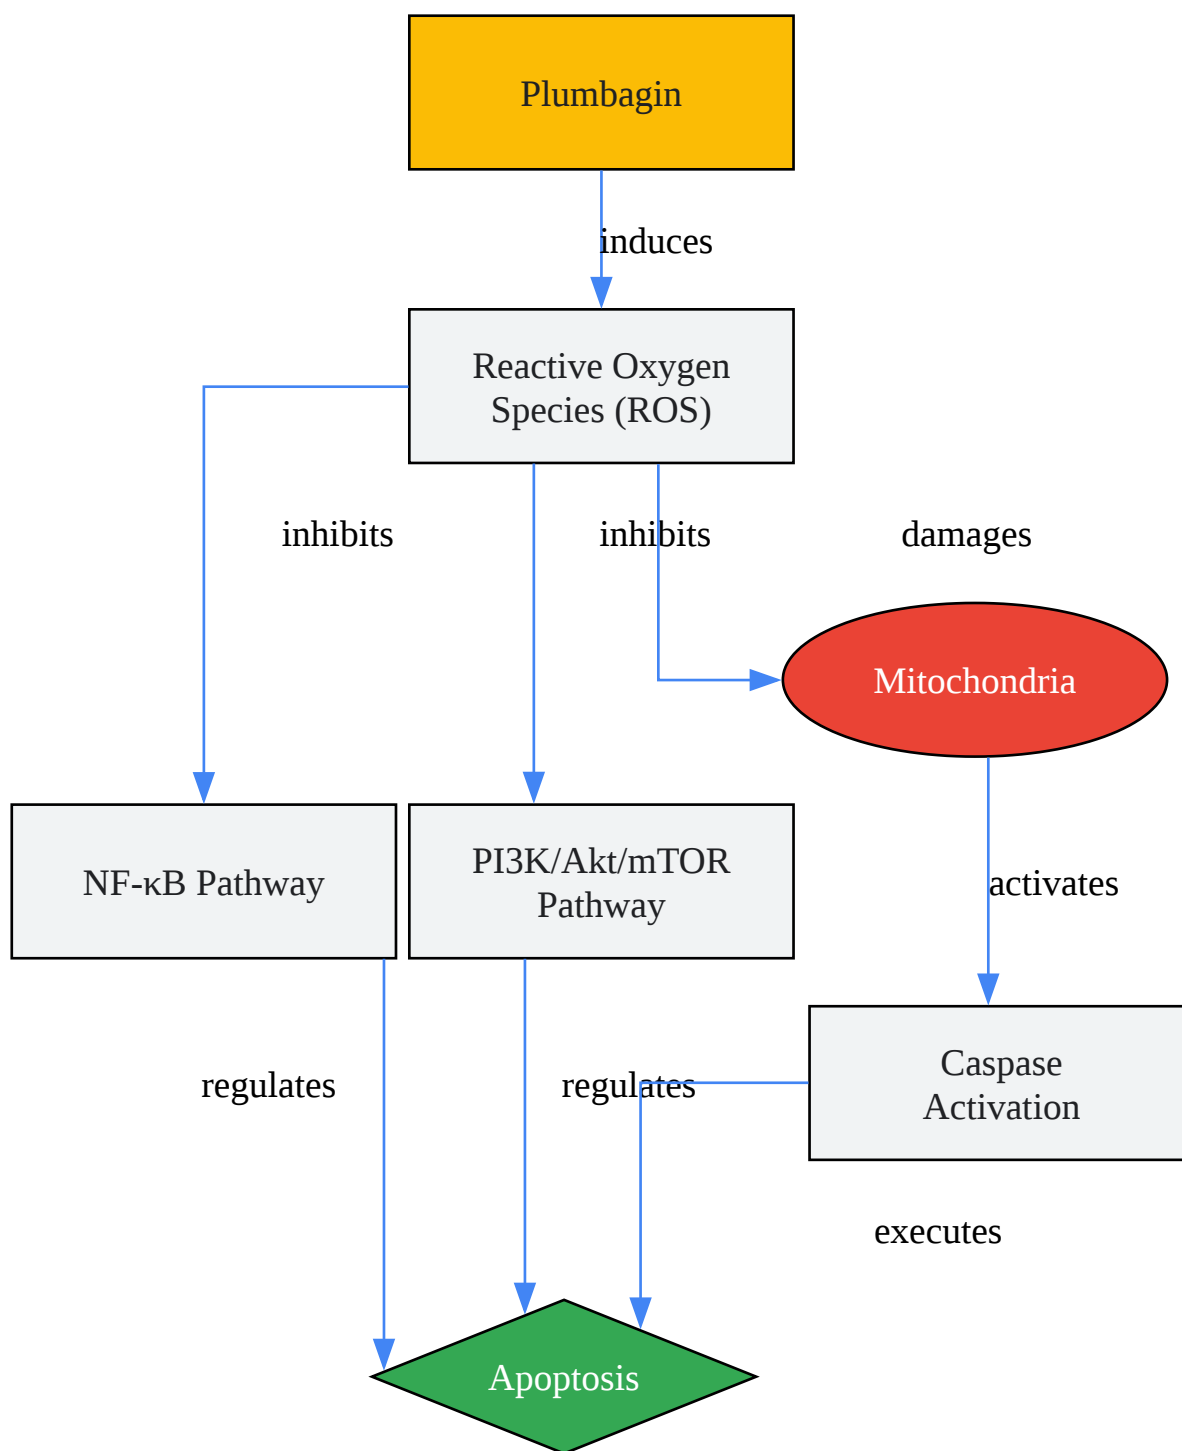 Plumbagin
induces
Reactive Oxygen
Species (ROS)
inhibits
inhibits
damages
Mitochondria
NF-κB Pathway
PI3K/Akt/mTOR
Pathway
activates
Caspase
Activation
regulates
regulates
executes
Apoptosis